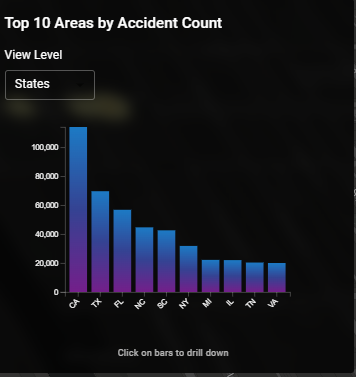 Top 10 Areas by Accident Count
View Level
States
100,000
80,000
60,000
40,000
20,000
0
CA TX FL NC SC NY MI IL TN VA
Click on bars to drill down